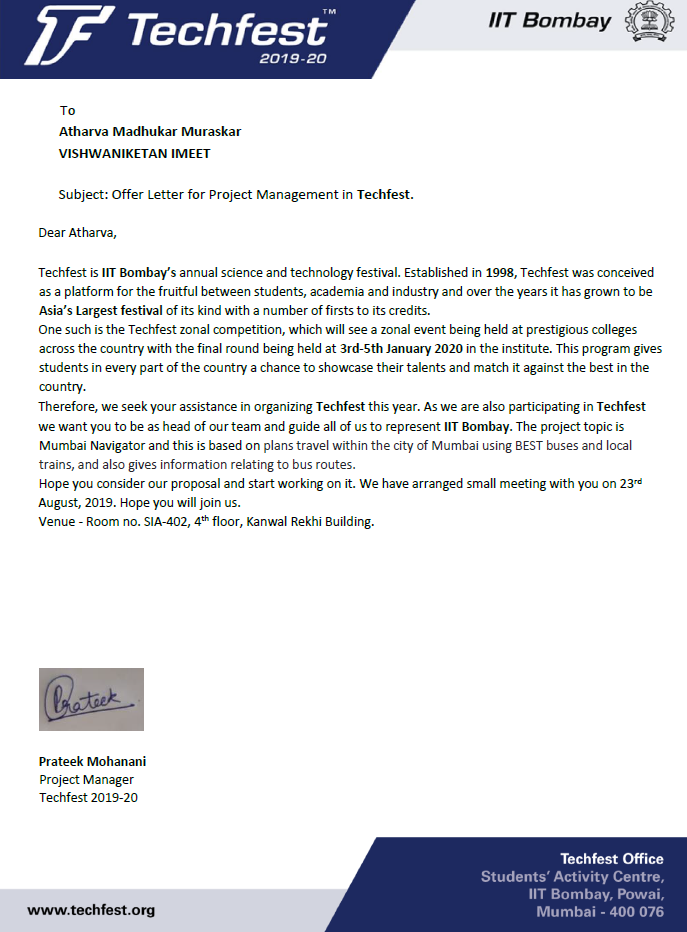 Techfest™
2019-20
IIT Bombay
To
Atharva Madhukar Muraskar
VISHWANIKETAN IMEET
Subject: Offer Letter for Project Management in Techfest.
Dear Atharva,
Techfest is IIT Bombay’s annual science and technology festival. Established in 1998, Techfest was conceived
as a platform for the fruitful between students, academia and industry and over the years it has grown to be
Asia’s Largest festival of its kind with a number of firsts to its credits.
One such is the Techfest zonal competition, which will see a zonal event being held at prestigious colleges
across the country with the final round being held at 3rd-5th January 2020 in the institute. This program gives
students in every part of the country a chance to showcase their talents and match it against the best in the
country.
Therefore, we seek your assistance in organizing Techfest this year. As we are also participating in Techfest
we want you to be as head of our team and guide all of us to represent IIT Bombay. The project topic is
Mumbai Navigator and this is based on plans travel within the city of Mumbai using BEST buses and local
trains, and also gives information relating to bus routes.
Hope you consider our proposal and start working on it. We have arranged small meeting with you on 23rd
August, 2019. Hope you will join us.
Venue - Room no. SIA-402, 4th floor, Kanwal Rekhi Building.
Prateek
Prateek Mohanani
Project Manager
Techfest 2019-20
Techfest Office
Students’ Activity Centre,
IIT Bombay, Powai,
Mumbai - 400 076
www.techfest.org